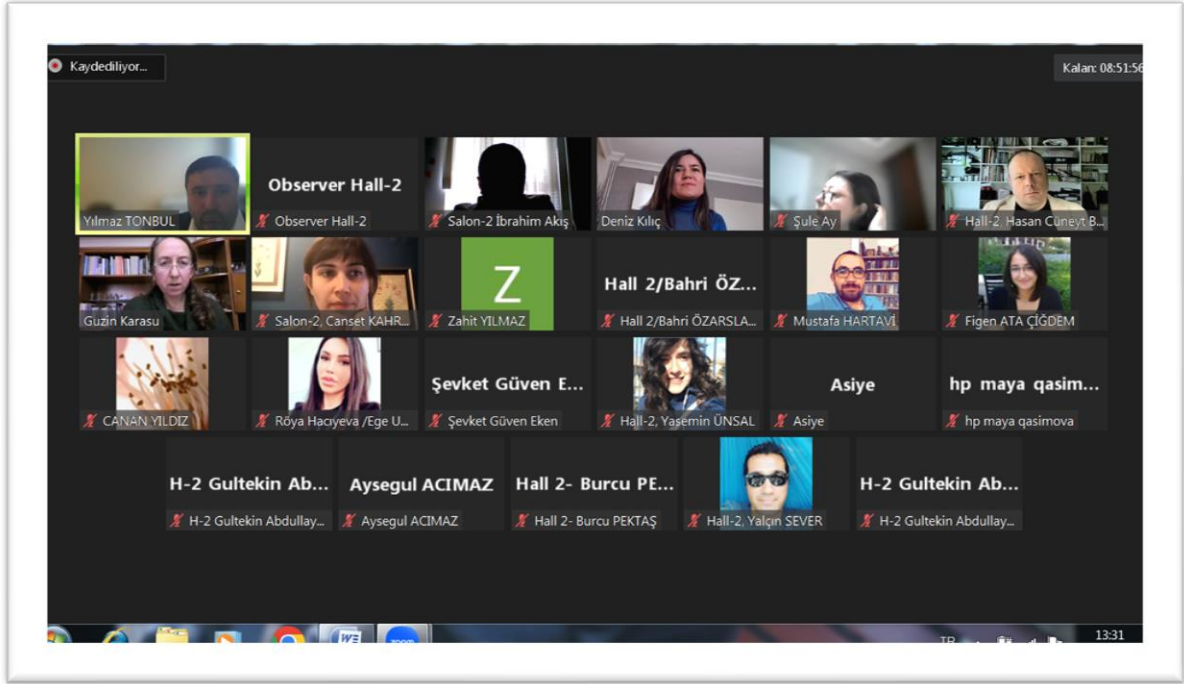 Kaydediliyor...
Kalan: 08:51:56
Yılmaz TONBUL
Observer Hall-2
Observer Hall-2
Salon-2 İbrahim Akış
Deniz Kılıç
Şule Ay
Hall-2, Hasan Cüneyt B...
Guzin Karasu
Salon-2, Canset KAHR...
Z
Zahit YILMAZ
Hall 2/Bahri ÖZ...
Hall 2/Bahri ÖZARSLA...
Mustafa HARTAVİ
Figen ATA ÇİĞDEM
CANAN YILDIZ
Röya Hacıyeva /Ege U...
Şevket Güven E...
Şevket Güven Eken
Hall-2, Yasemin ÜNSAL
Asiye
Asiye
hp maya qasim...
hp maya qasimova
H-2 Gultekin Ab...
H-2 Gultekin Abdullay...
Aysegul ACIMAZ
Aysegul ACIMAZ
Hall 2- Burcu PE...
Hall 2- Burcu PEKTAŞ
Hall-2, Yalçın SEVER
H-2 Gultekin Ab...
H-2 Gultekin Abdullay...
zoom
TR
13:31